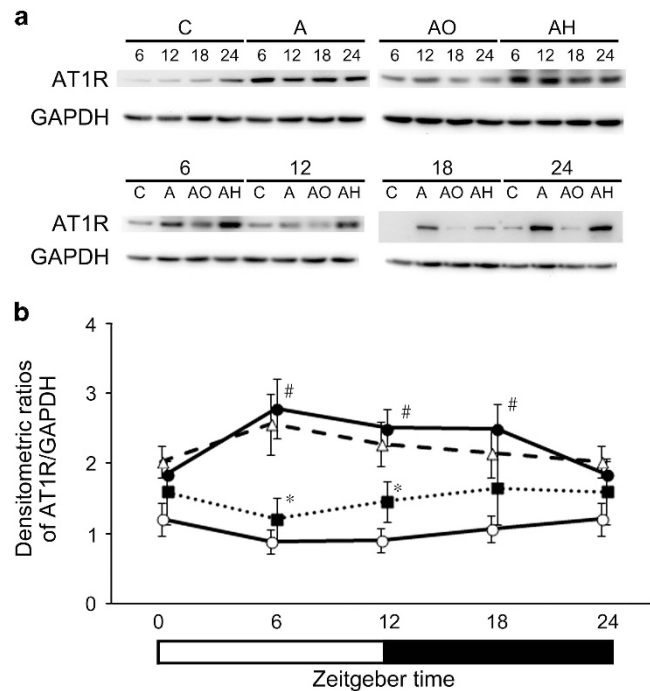 a
C A AO AH
6 12 18 24 6 12 18 24 6 12 18 24 6 12 18 24
AT1R
GAPDH
6 12 18 24
C A AO AH C A AO AH C A AO AH C A AO AH
AT1R
GAPDH
b
Densitometric ratios
of AT1R/GAPDH
4
3
2
1
0
# # #
* *
0 6 12 18 24
Zeitgeber time